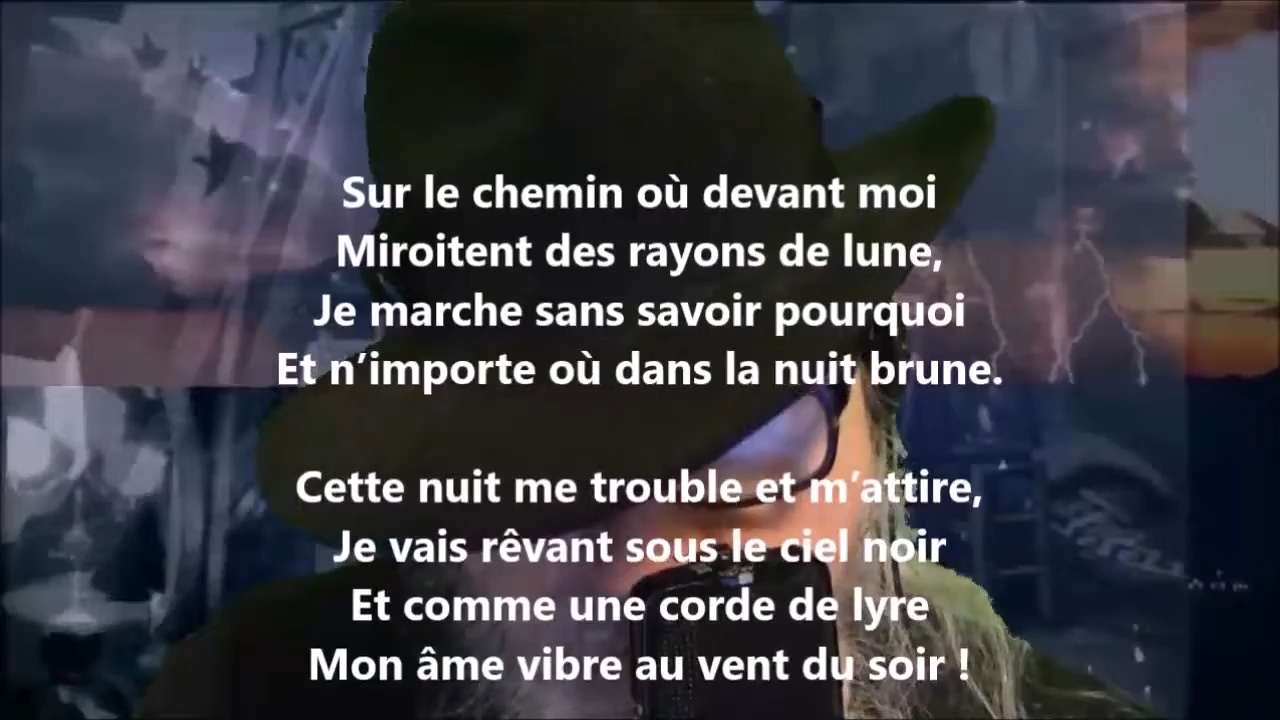 Sur le chemin où devant moi
Miroitent des rayons de lune,
Je marche sans savoir pourquoi
Et n’importe où dans la nuit brune.
Cette nuit me trouble et m’attire,
Je vais rêvant sous le ciel noir
Et comme une corde de lyre
Mon âme vibre au vent du soir !